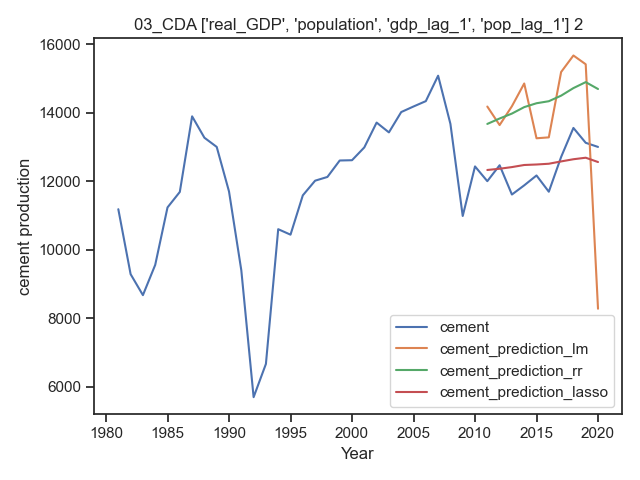 03_CDA ['real_GDP', 'population', 'gdp_lag_1', 'pop_lag_1'] 2
16000
14000
12000
10000
8000
6000
cement production
cement
cement_prediction_lm
cement_prediction_rr
cement_prediction_lasso
1980 1985 1990 1995 2000 2005 2010 2015 2020
Year